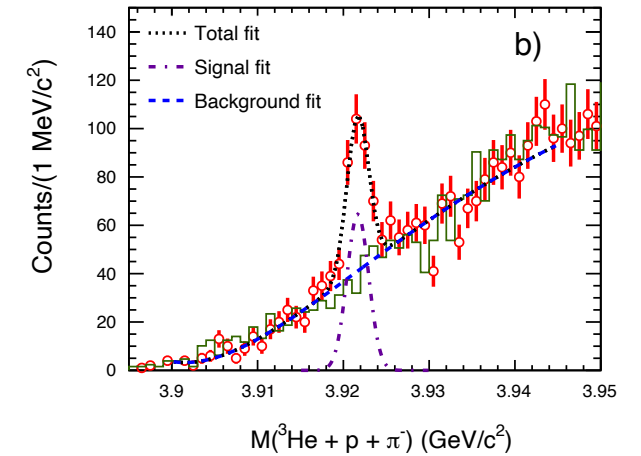 b)
Total fit
Signal fit
Background fit
Counts/(1 MeV/c²)
140
120
100
80
60
40
20
0
3.9 3.91 3.92 3.93 3.94 3.95
M(³He + p + π⁻) (GeV/c²)